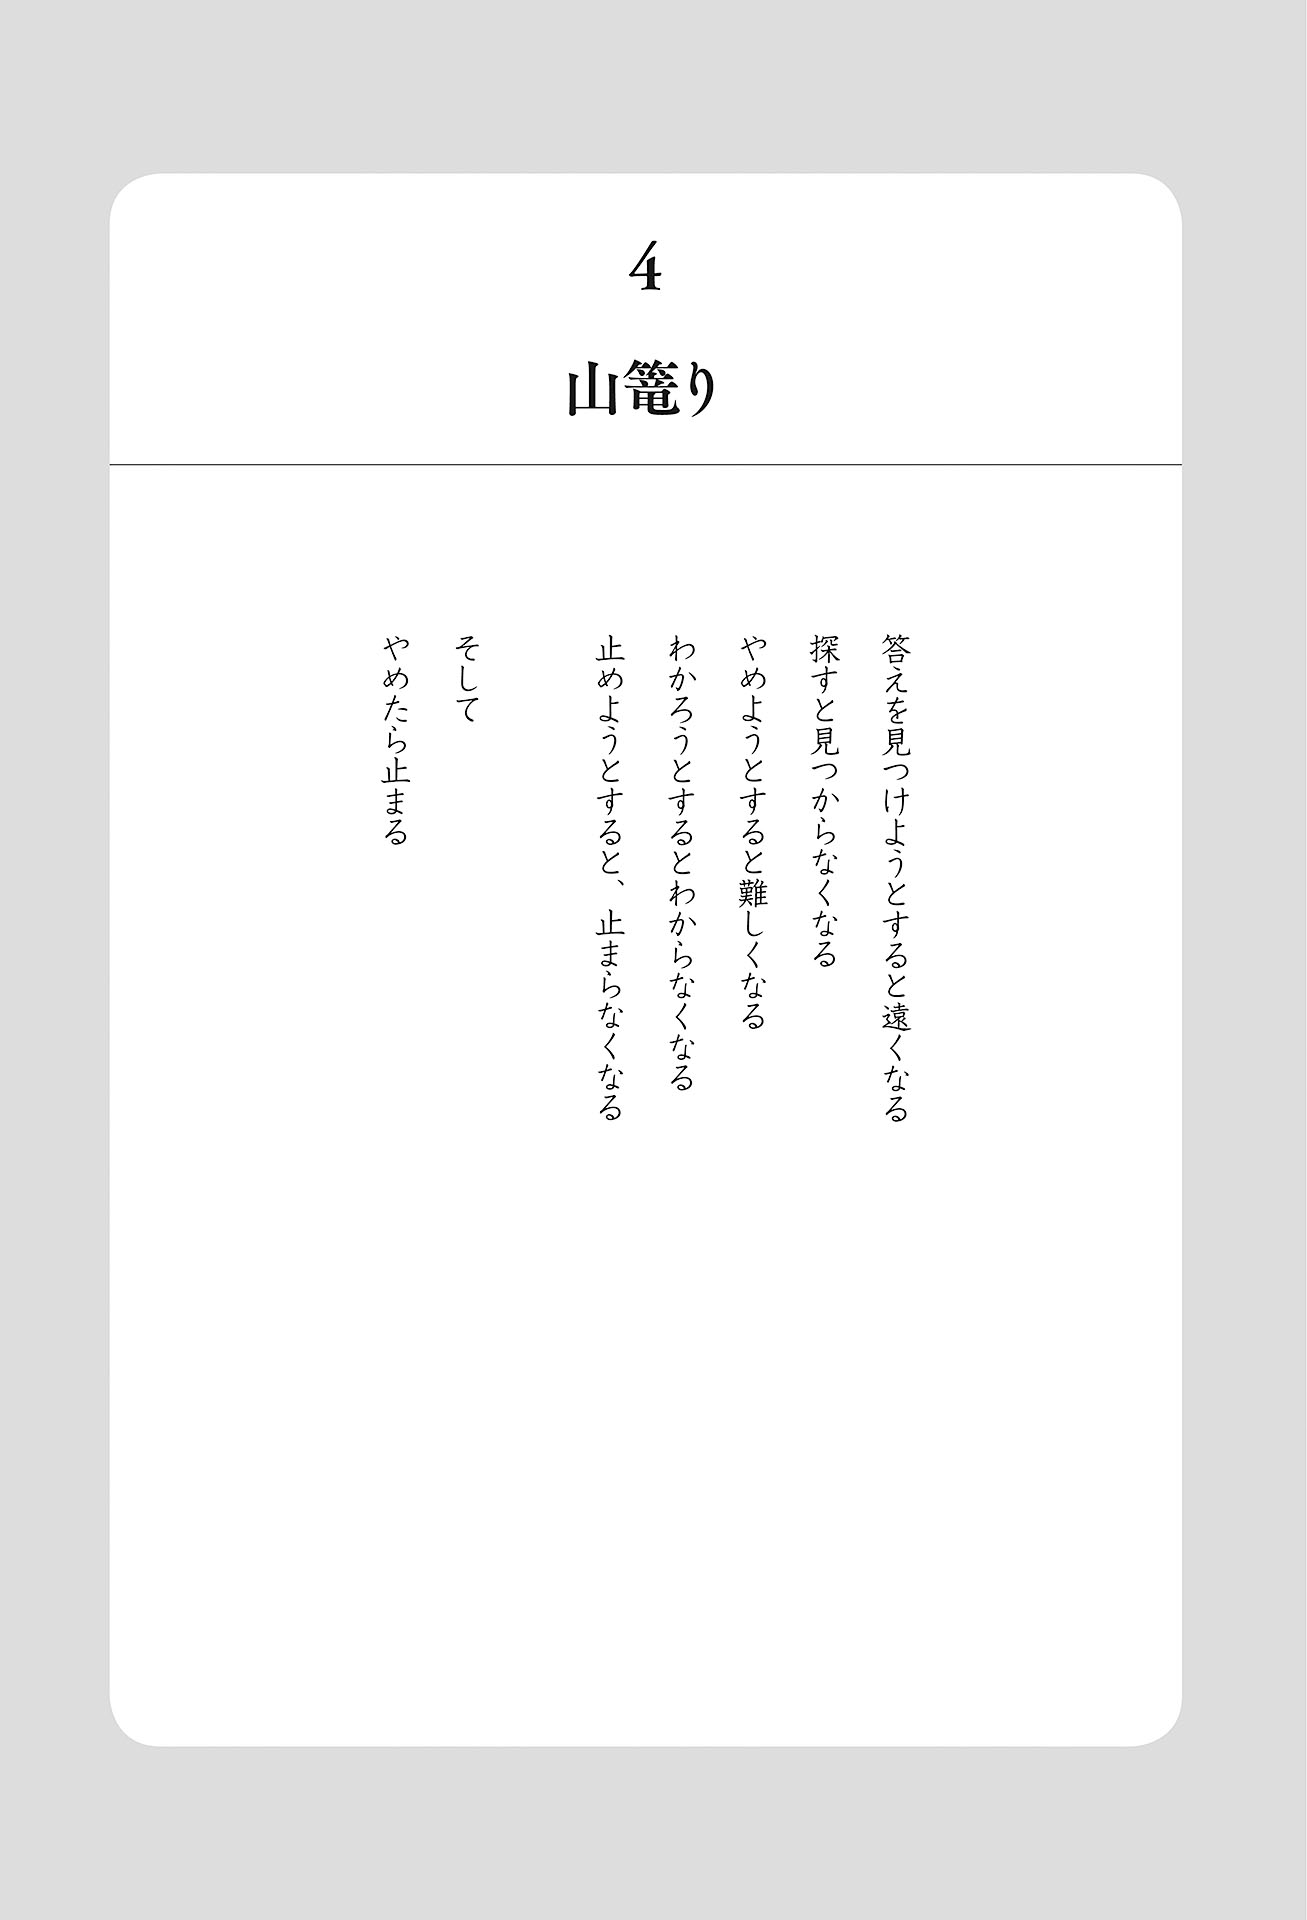 4
山篭り
答えを見つけようとすると遠くなる
探すと見つからなくなる
やめようとすると難しくなる
わかろうとするとわからなくなる
止めようとすると、止まらなくなる
そして
やめたら止まる